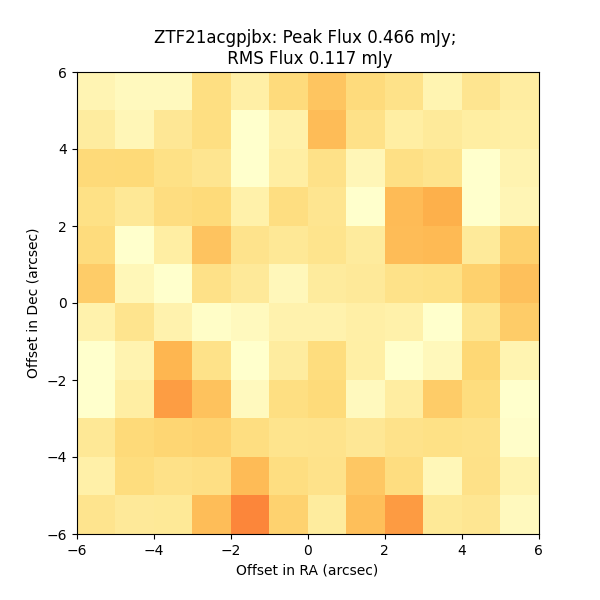 ZTF21acgpjbx: Peak Flux 0.466 mJy;
RMS Flux 0.117 mJy
6
4
2
0
−2
−4
−6
Offset in Dec (arcsec)
−6 −4 −2 0 2 4 6
Offset in RA (arcsec)